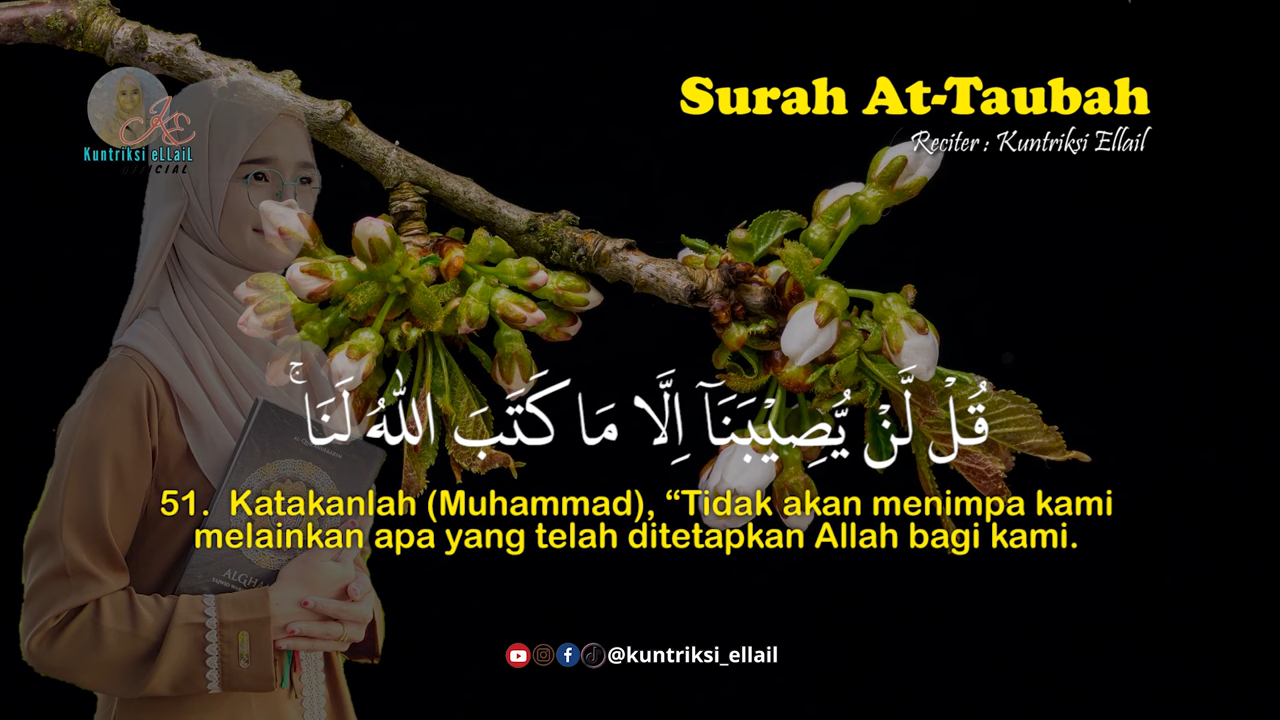 Surah At-Taubah
Reciter : Kuntriksi Ellail
Kuntriksi eLLaiL
OFFICIAL
قُلْ لَّنْ يُّصِيْبَنَآ اِلَّا مَا كَتَبَ اللّٰهُ لَنَاۚ
51. Katakanlah (Muhammad), “Tidak akan menimpa kami
melainkan apa yang telah ditetapkan Allah bagi kami.
@kuntriksi_ellail